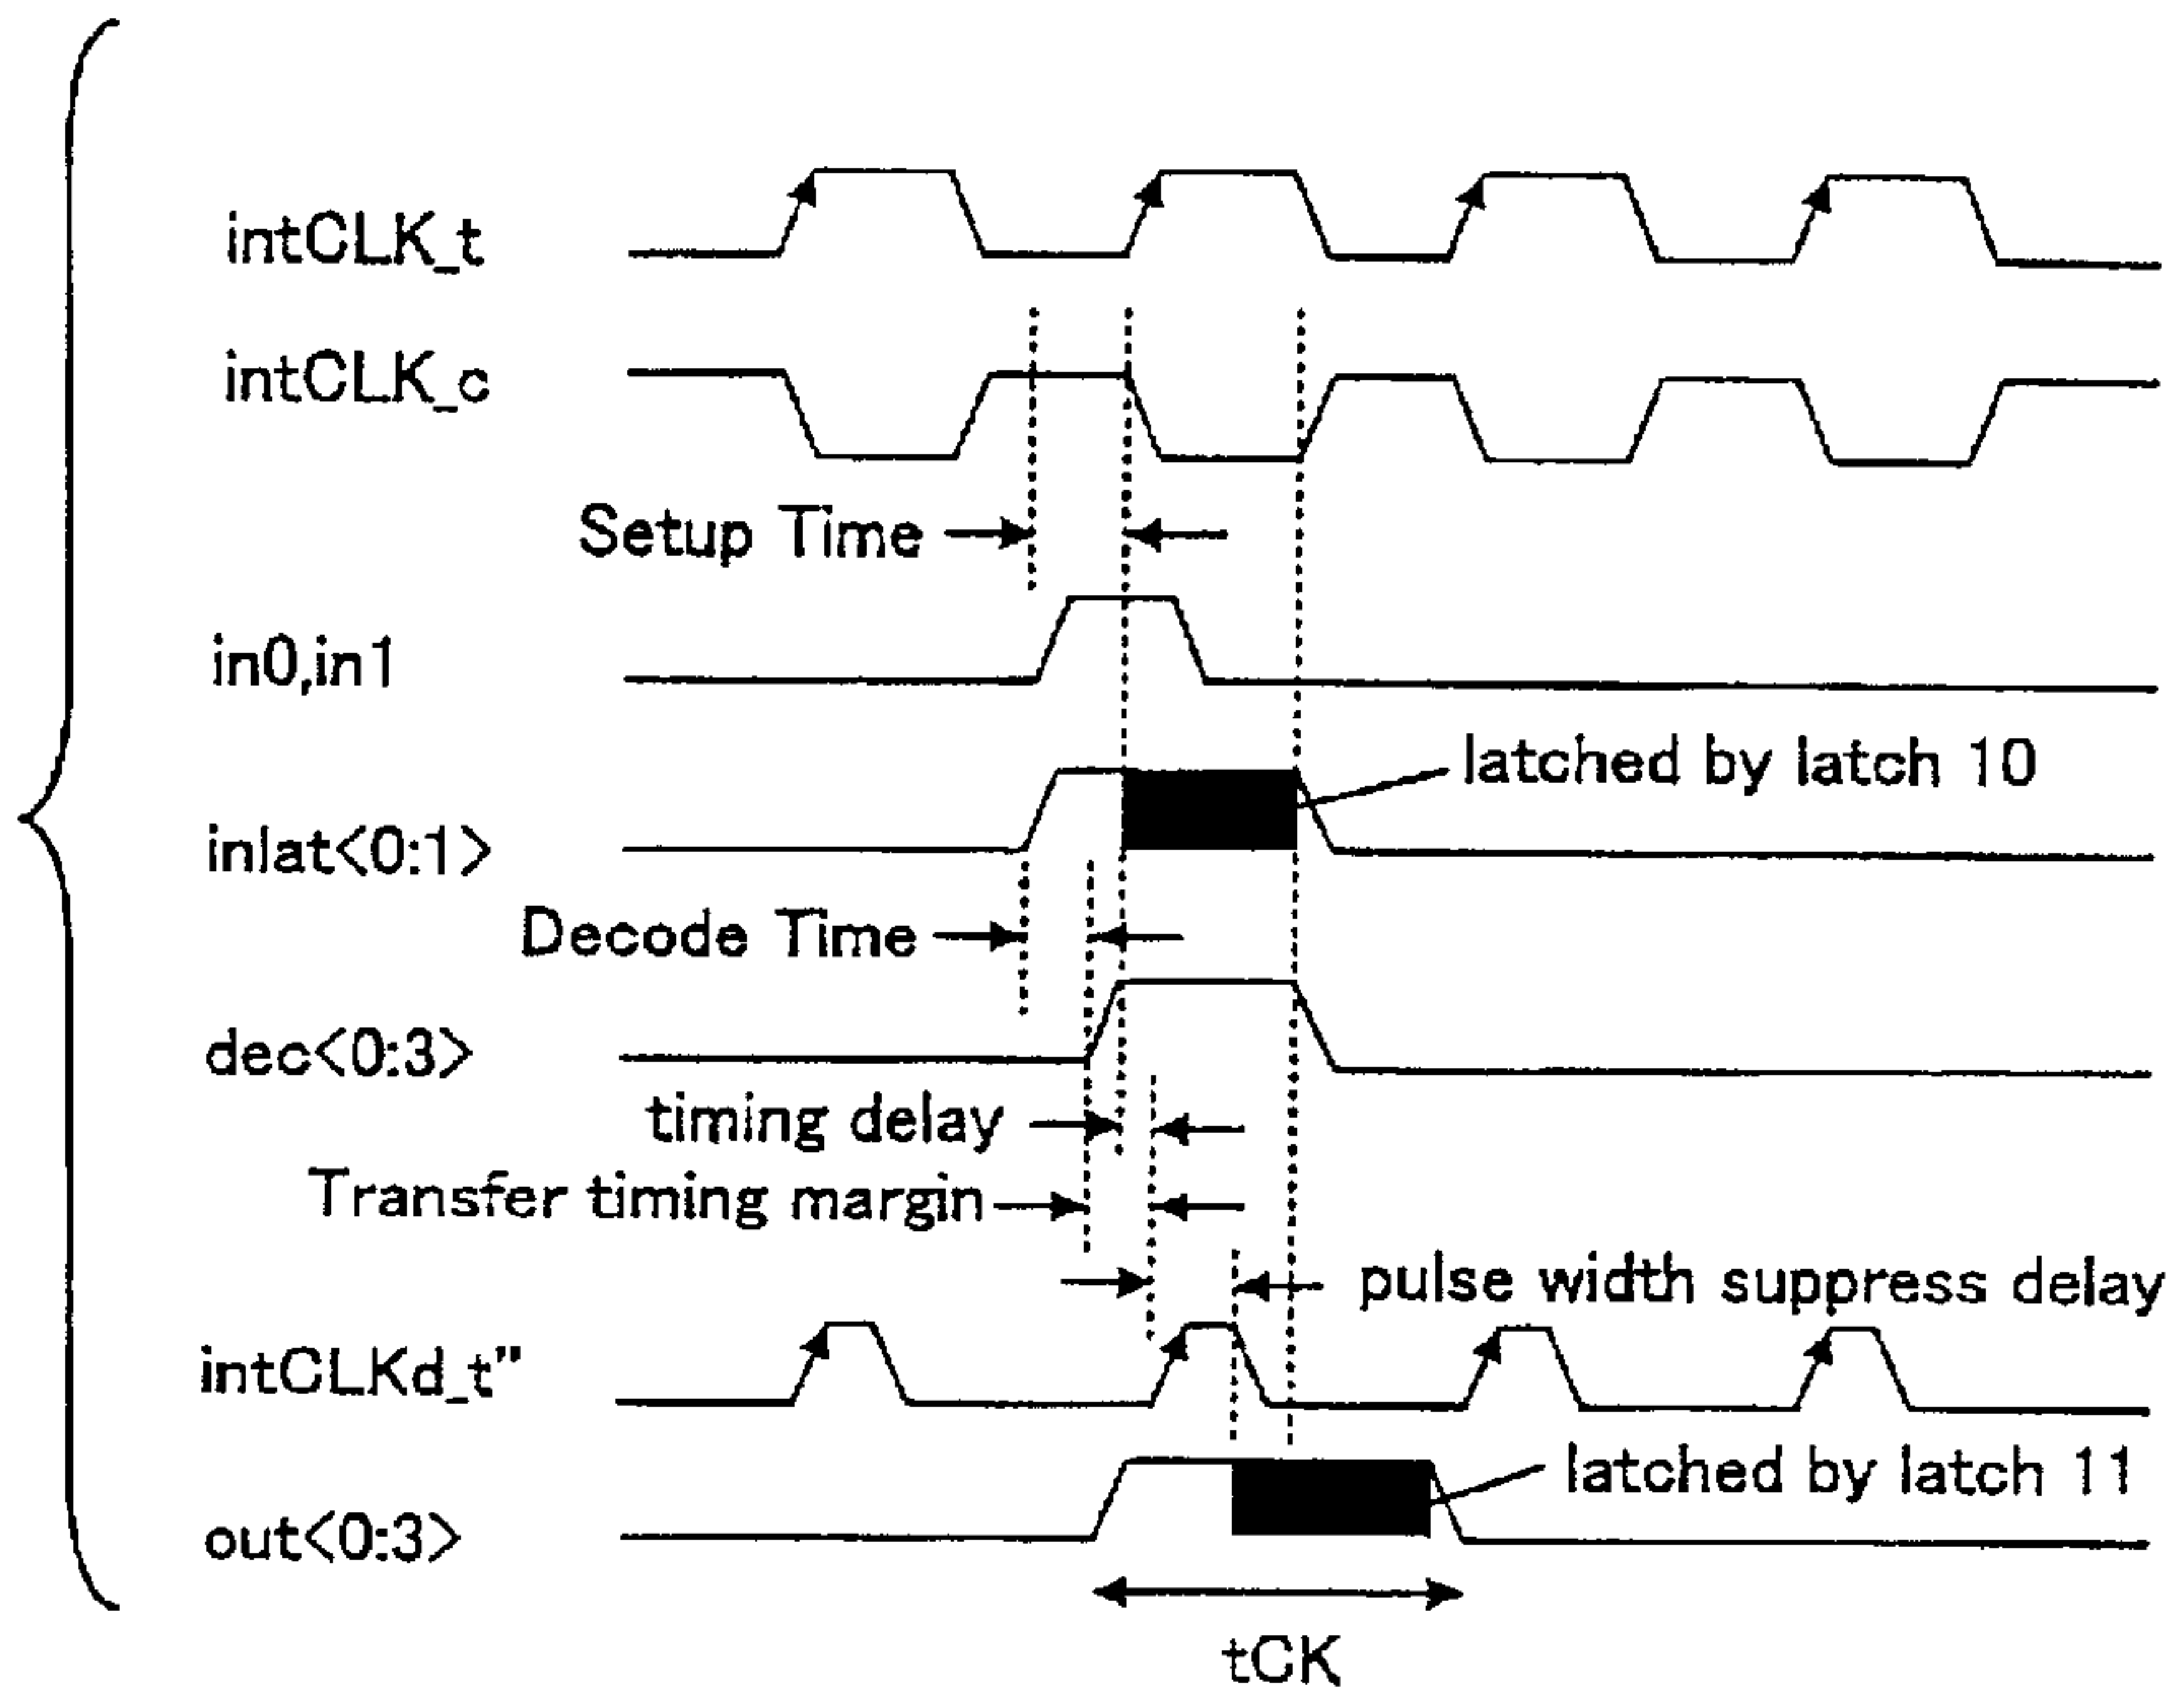 intCLK_t
intCLK_c
Setup Time
in0,in1
latched by latch 10
inlat<0:1>
Decode Time
dec<0:3>
timing delay
Transfer timing margin
pulse width suppress delay
intCLKd_t"
latched by latch 11
out<0:3>
tCK